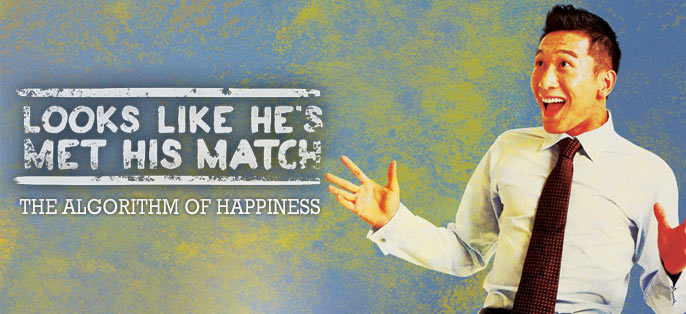 LOOKS LIKE HE'S
MET HIS MATCH
THE ALGORITHM OF HAPPINESS